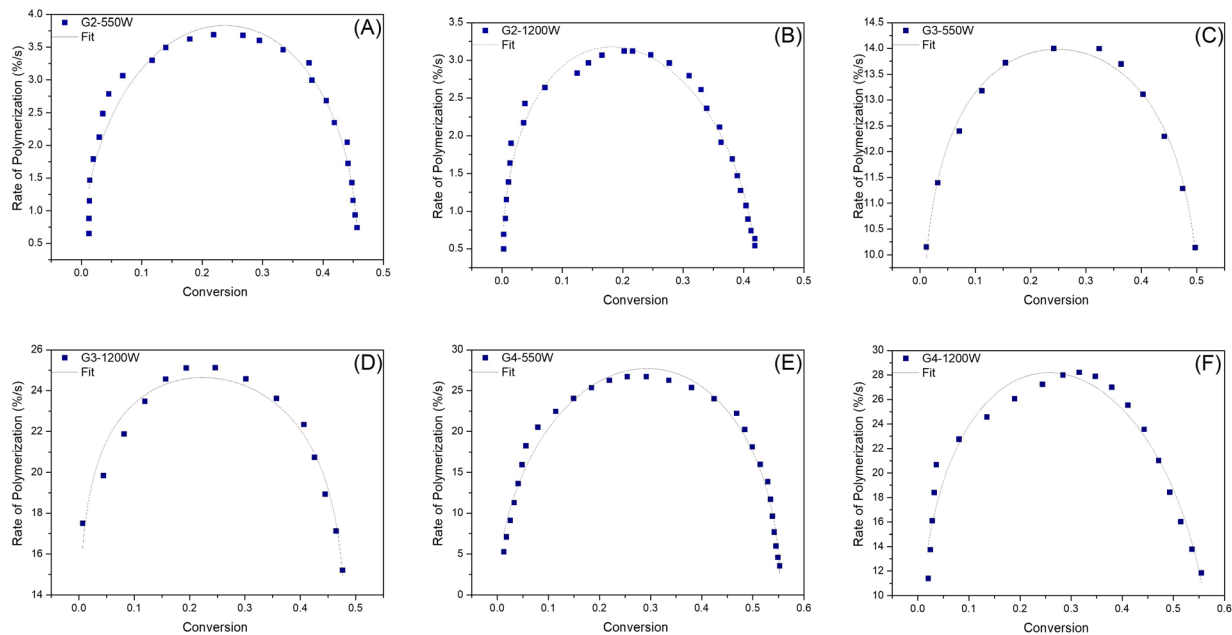 (A)
G2-550W
Fit
Rate of Polymerization (%/s)
4.0
3.5
3.0
2.5
2.0
1.5
1.0
0.5
0.0 0.1 0.2 0.3 0.4 0.5
Conversion
(B)
G2-1200W
Fit
Rate of Polymerization (%/s)
3.5
3.0
2.5
2.0
1.5
1.0
0.5
0.0 0.1 0.2 0.3 0.4 0.5
Conversion
(C)
G3-550W
Fit
Rate of Polymerization (%/s)
14.5
14.0
13.5
13.0
12.5
12.0
11.5
11.0
10.5
10.0
0.0 0.1 0.2 0.3 0.4 0.5
Conversion
(D)
G3-1200W
Fit
Rate of Polymerization (%/s)
26
24
22
20
18
16
14
0.0 0.1 0.2 0.3 0.4 0.5
Conversion
(E)
G4-550W
Fit
Rate of Polymerization (%/s)
30
25
20
15
10
5
0
0.0 0.1 0.2 0.3 0.4 0.5 0.6
Conversion
(F)
G4-1200W
Fit
Rate of Polymerization (%/s)
30
28
26
24
22
20
18
16
14
12
10
0.0 0.1 0.2 0.3 0.4 0.5 0.6
Conversion